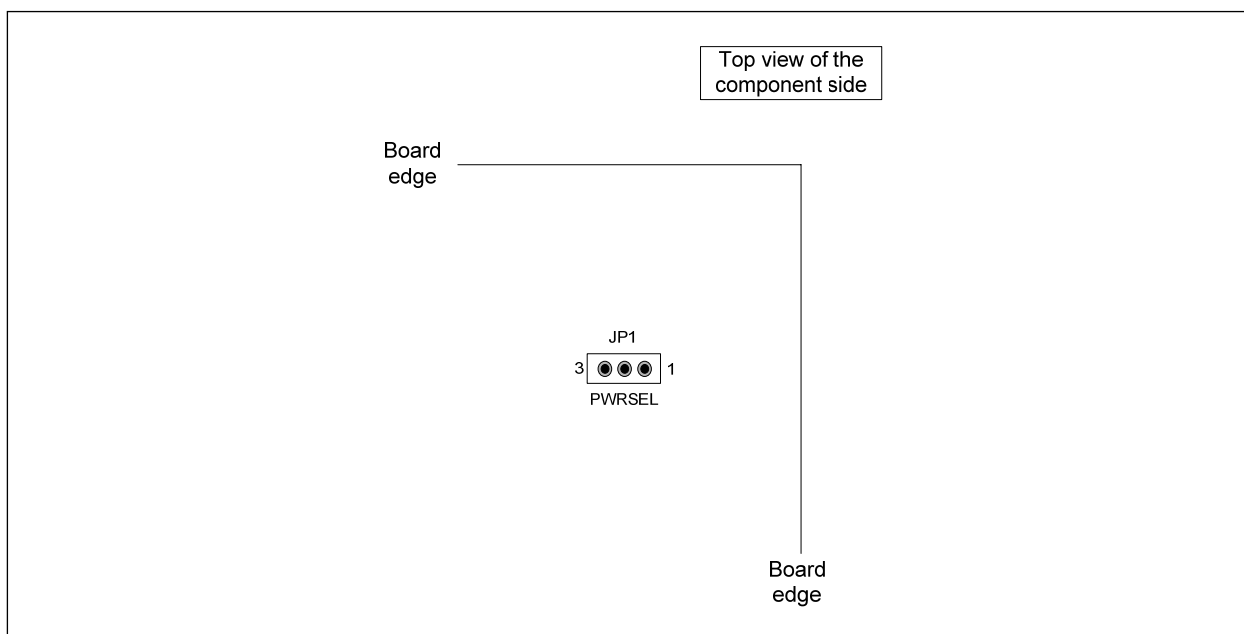 Top view of the
component side
Board
edge
JP1
3
1
PWRSEL
Board
edge